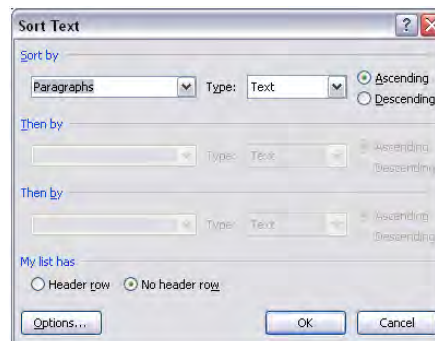 Sort Text
Sort by
Paragraphs Type: Text Ascending
Descending
Then by
Type: Text Ascending
Descending
Then by
Type: Text Ascending
Descending
My list has
Header row No header row
Options... OK Cancel